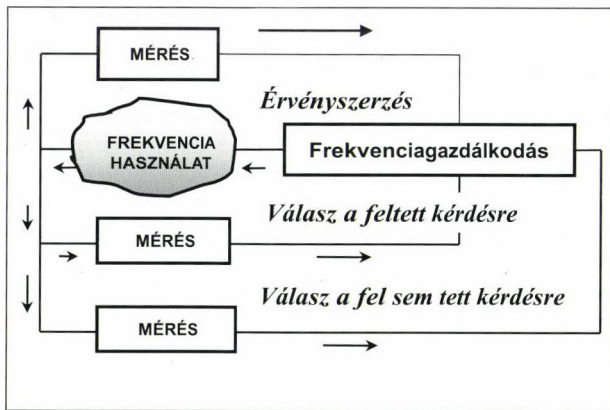 MÉRÉS
Érvényszerzés
FREKVENCIA
HASZNÁLAT
Frekvenciagazdálkodás
Válasz a feltett kérdésre
MÉRÉS
Válasz a fel sem tett kérdésre
MÉRÉS